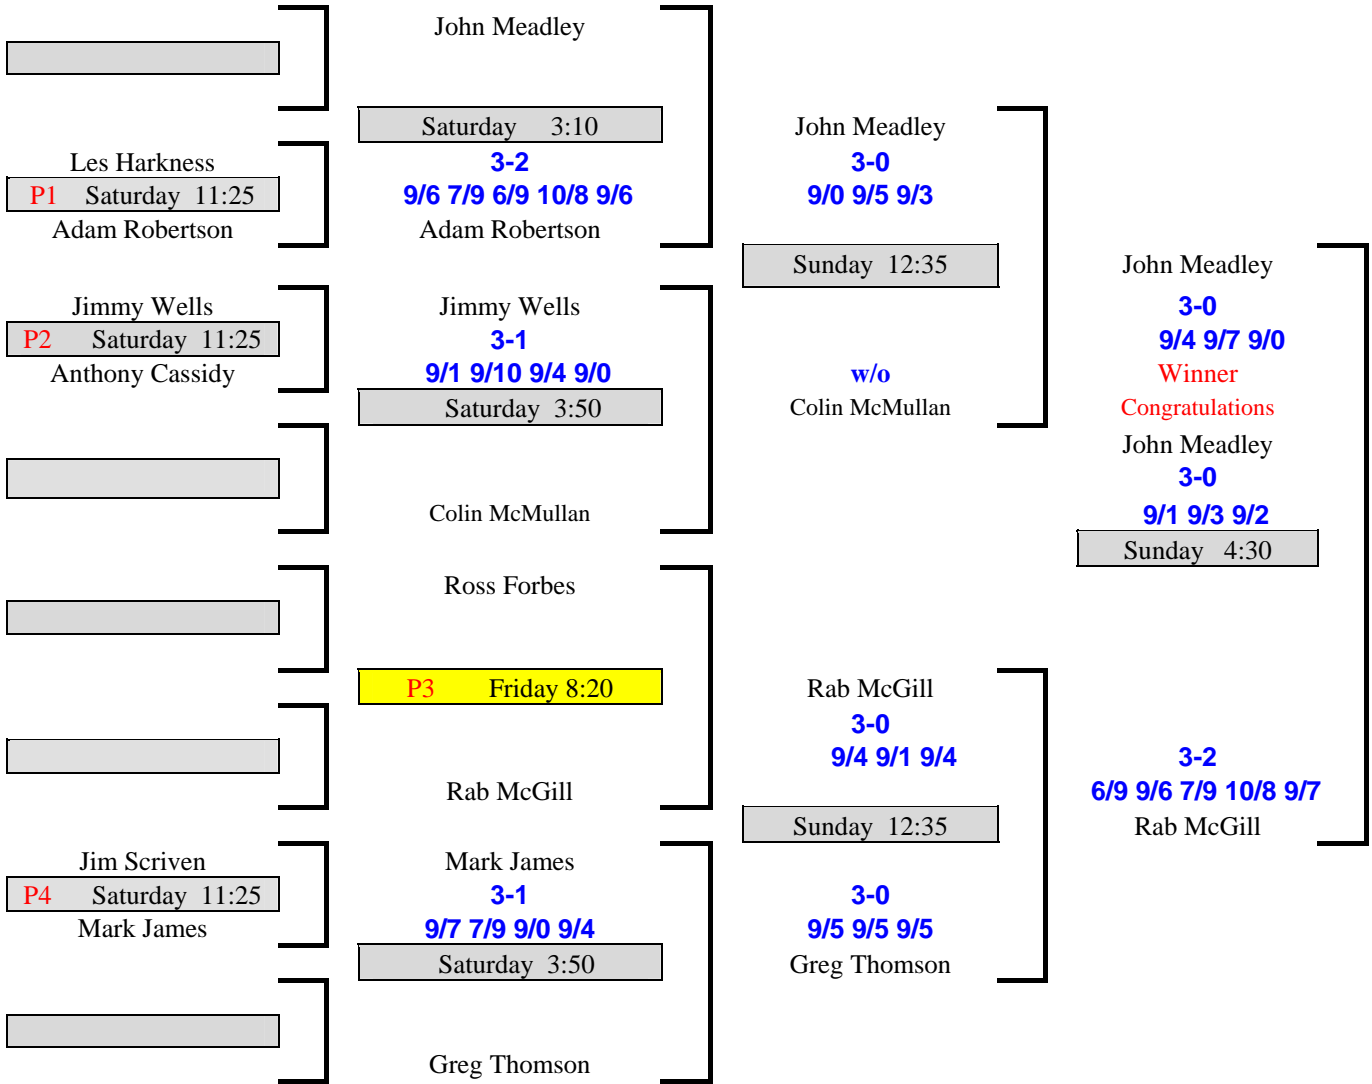 John Meadley
Saturday 3:10
John Meadley
Les Harkness
3-2
3-0
P1 Saturday 11:25
9/6 7/9 6/9 10/8 9/6
9/0 9/5 9/3
Adam Robertson
Adam Robertson
Sunday 12:35
John Meadley
Jimmy Wells
Jimmy Wells
3-0
P2 Saturday 11:25
3-1
9/4 9/7 9/0
Anthony Cassidy
9/1 9/10 9/4 9/0
w/o
Winner
Saturday 3:50
Colin McMullan
Congratulations
John Meadley
3-0
Colin McMullan
9/1 9/3 9/2
Sunday 4:30
Ross Forbes
P3 Friday 8:20
Rab McGill
3-0
9/4 9/1 9/4
3-2
Rab McGill
6/9 9/6 7/9 10/8 9/7
Sunday 12:35
Rab McGill
Jim Scriven
Mark James
P4 Saturday 11:25
3-1
3-0
Mark James
9/7 7/9 9/0 9/4
9/5 9/5 9/5
Saturday 3:50
Greg Thomson
Greg Thomson